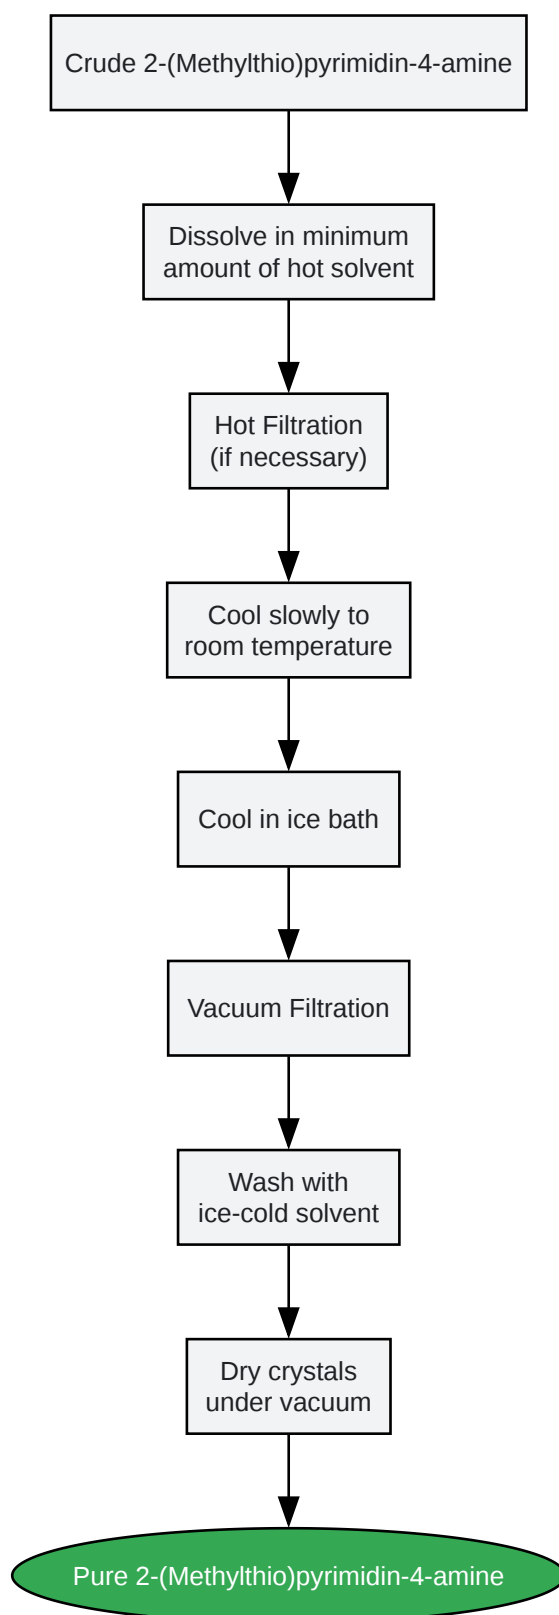 Crude 2-(Methylthio)pyrimidin-4-amine
Dissolve in minimum
amount of hot solvent
Hot Filtration
(if necessary)
Cool slowly to
room temperature
Cool in ice bath
Vacuum Filtration
Wash with
ice-cold solvent
Dry crystals
under vacuum
Pure 2-(Methylthio)pyrimidin-4-amine